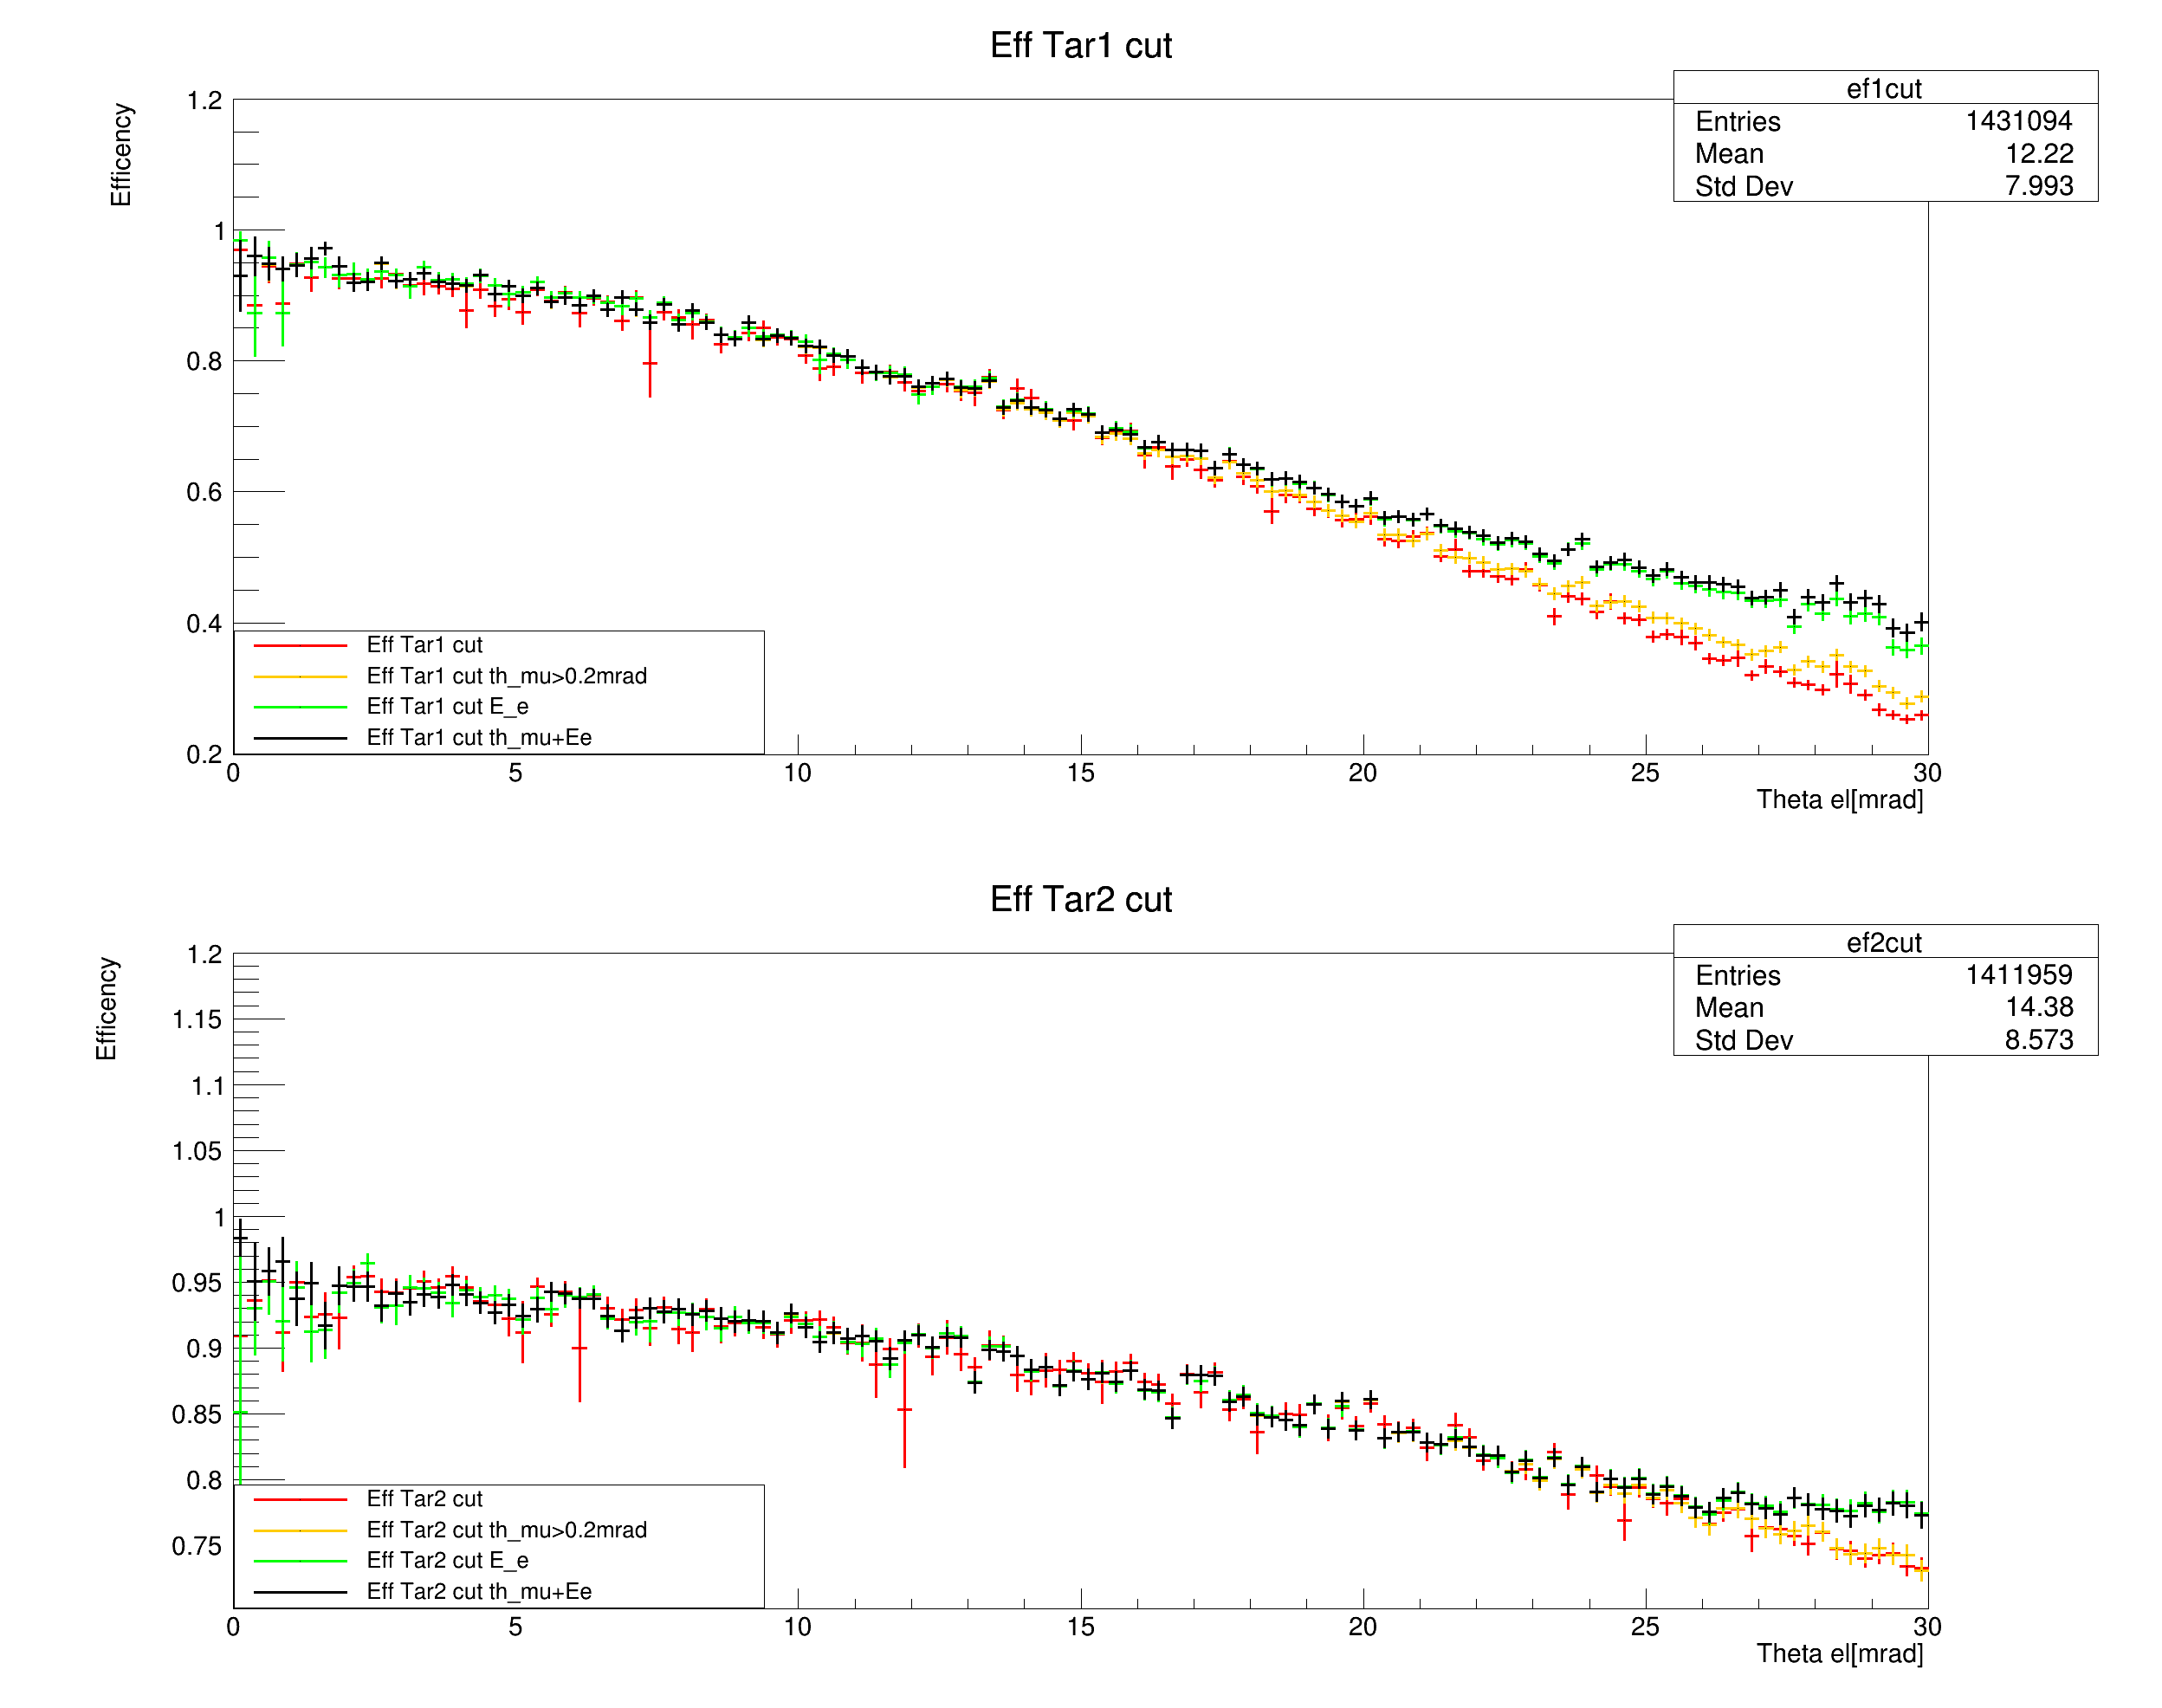 Eff Tar1 cut
ef1cut
Entries 1431094
Mean 12.22
Std Dev 7.993
Efficency
1.2
1
0.8
0.6
0.4
0.2
Eff Tar1 cut
Eff Tar1 cut th_mu>0.2mrad
Eff Tar1 cut E_e
Eff Tar1 cut th_mu+Ee
0 5 10 15 20 25 30
Theta el[mrad]
Eff Tar2 cut
ef2cut
Entries 1411959
Mean 14.38
Std Dev 8.573
Efficency
1.2
1.15
1.1
1.05
1
0.95
0.9
0.85
0.8
0.75
Eff Tar2 cut
Eff Tar2 cut th_mu>0.2mrad
Eff Tar2 cut E_e
Eff Tar2 cut th_mu+Ee
0 5 10 15 20 25 30
Theta el[mrad]